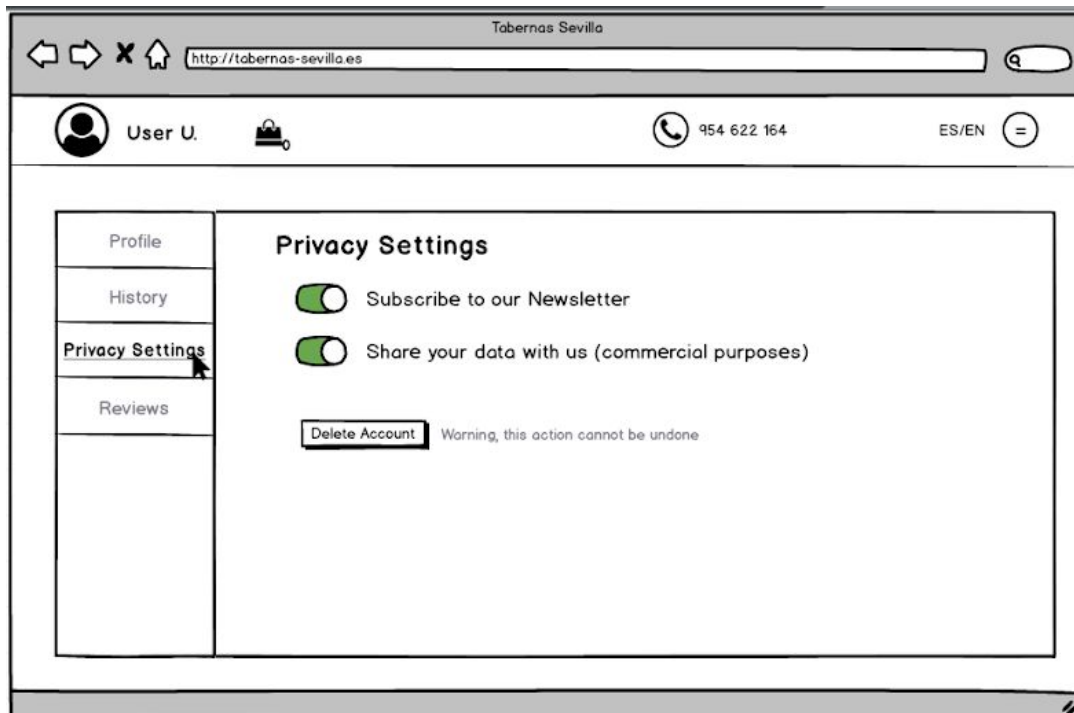 Tabernas Sevilla
http://tabernas-sevilla.es
User U.
0
954 622 164
ES/EN
Profile
History
Privacy Settings
Reviews
Privacy Settings
Subscribe to our Newsletter
Share your data with us (commercial purposes)
Delete Account
Warning, this action cannot be undone